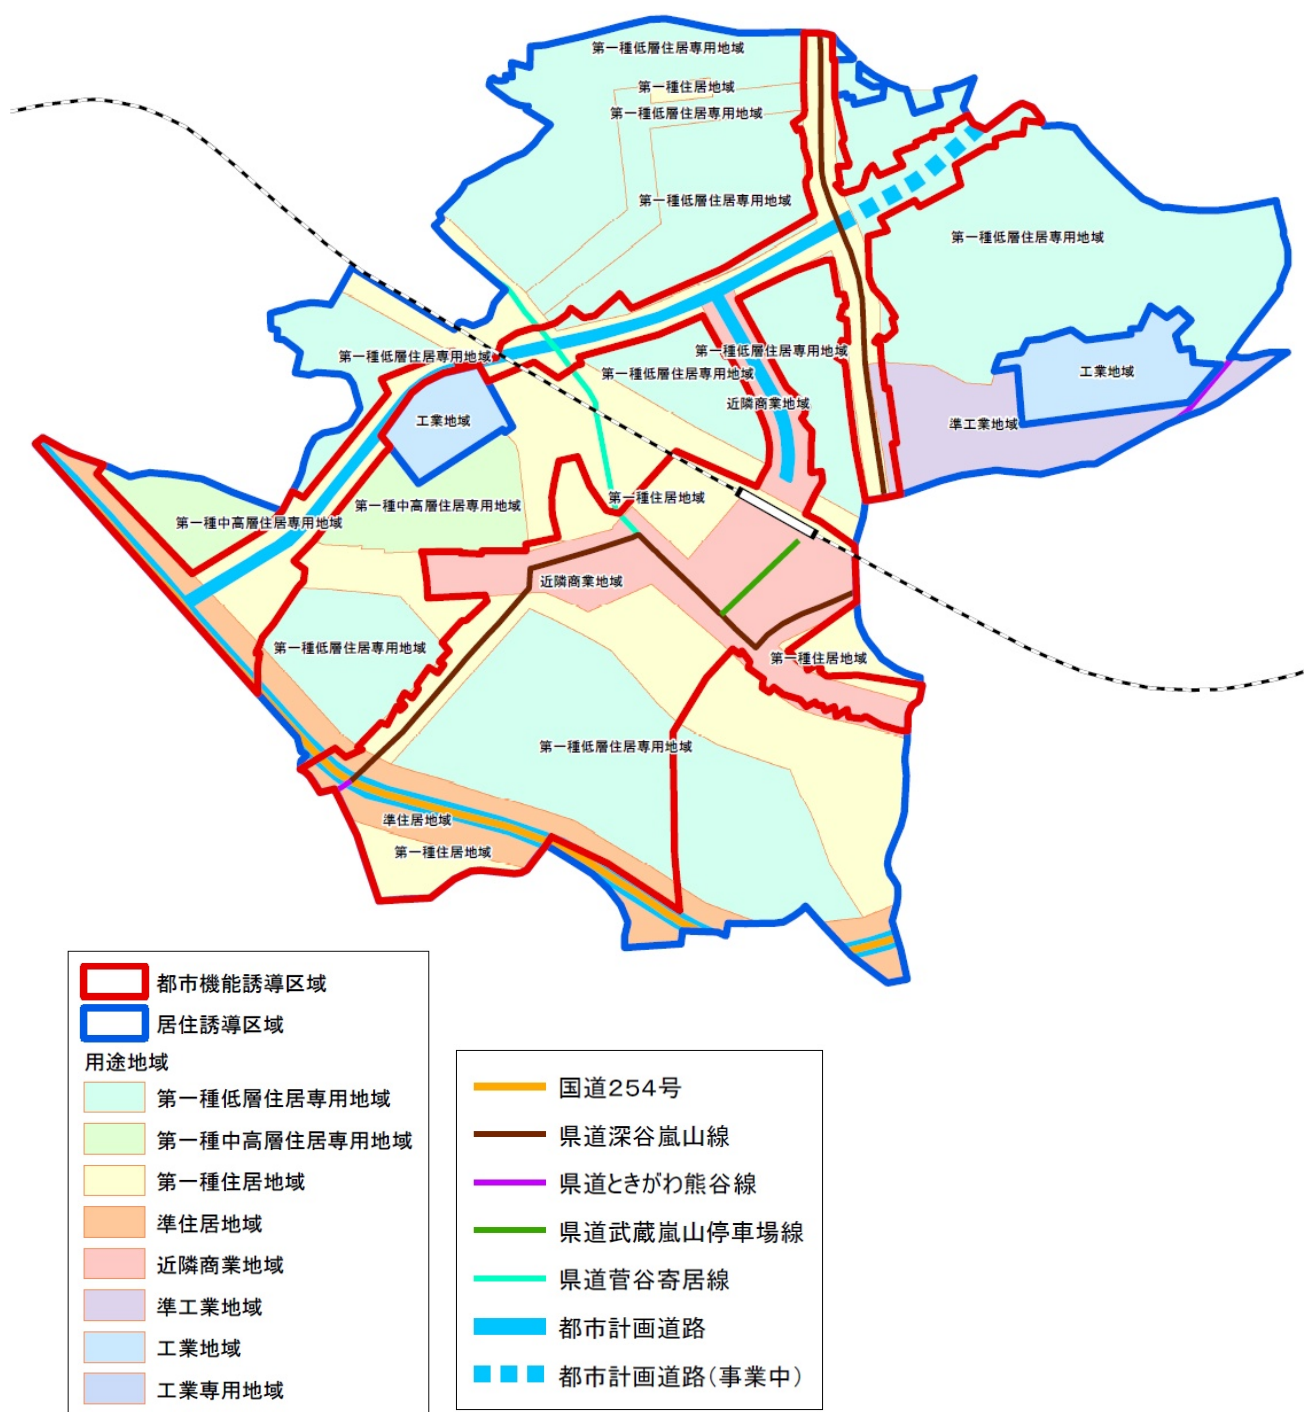 第一種低層住居専用地域
第一種住居地域
第一種低層住居専用地域
第一種低層住居専用地域
第一種低層住居専用地域
第一種低層住居専用地域
第一種低層住居専用地域
第一種低層住居専用地域
工業地域
近隣商業地域
工業地域
準工業地域
第一種住居地域
第一種中高層住居専用地域
第一種中高層住居専用地域
近隣商業地域
第一種低層住居専用地域
第一種住居地域
第一種低層住居専用地域
準住居地域
第一種住居地域
都市機能誘導区域
居住誘導区域
用途地域
第一種低層住居専用地域
第一種中高層住居専用地域
第一種住居地域
準住居地域
近隣商業地域
準工業地域
工業地域
工業専用地域
国道254号
県道深谷嵐山線
県道ときがわ熊谷線
県道武蔵嵐山停車場線
県道菅谷寄居線
都市計画道路
都市計画道路(事業中)